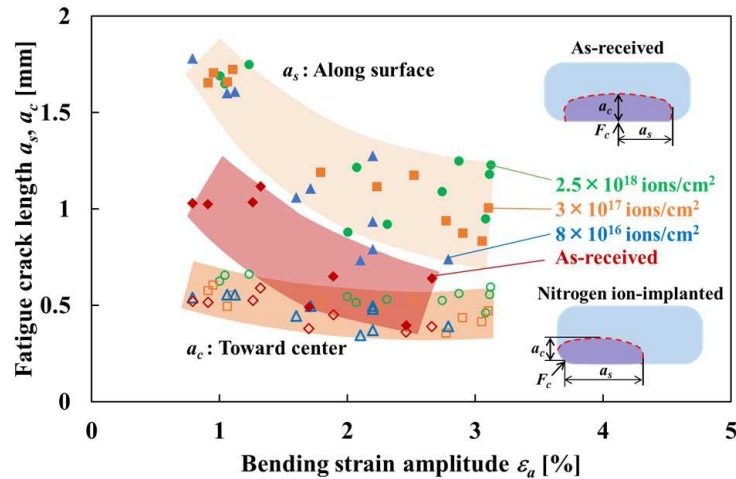 2
As-received
a_s : Along surface
a_c
1.5
F_c
a_s
2.5×10^18 ions/cm^2
3×10^17 ions/cm^2
1
8×10^16 ions/cm^2
As-received
Nitrogen ion-implanted
0.5
a_c : Toward center
a_c
F_c
a_s
0
0
1
2
3
4
5
Fatigue crack length a_s, a_c [mm]
Bending strain amplitude ε_a [%]